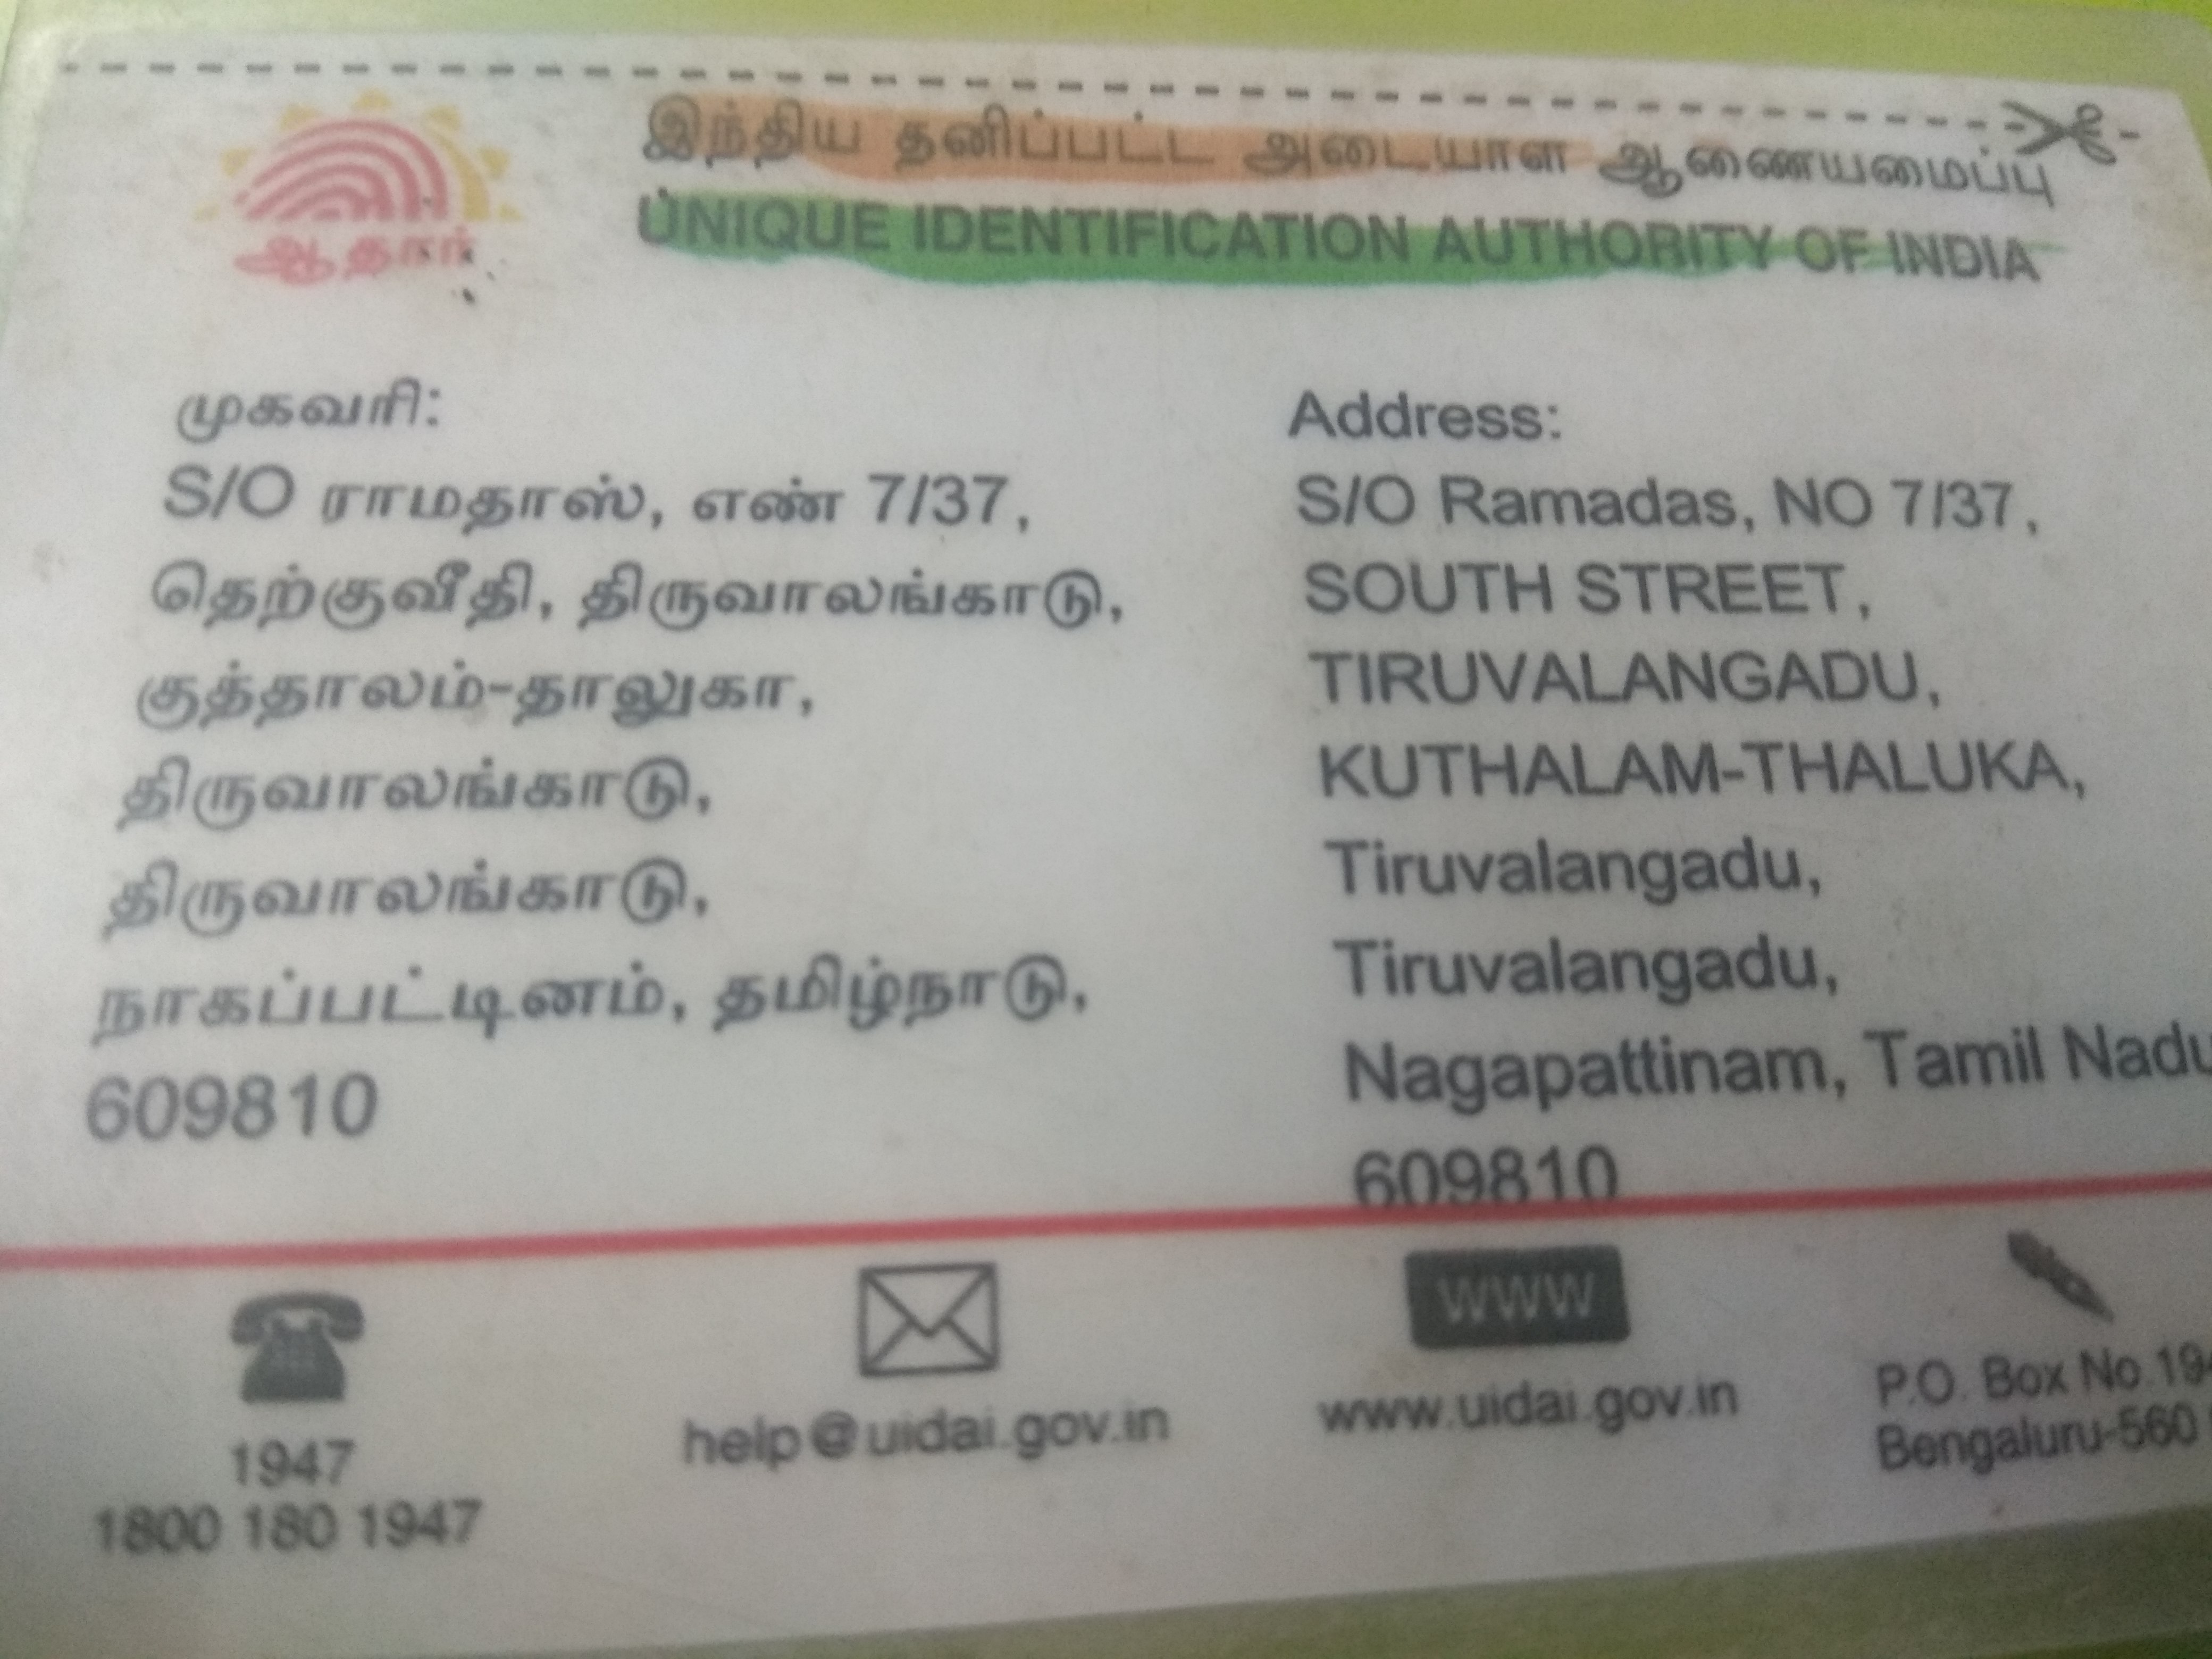 ஆதார்
இந்திய தனிப்பட்ட அடையாள ஆணையமைப்பு
UNIQUE IDENTIFICATION AUTHORITY OF INDIA
முகவரி:
S/O ராமதாஸ், எண் 7/37,
தெற்குவீதி, திருவாலங்காடு,
குத்தாலம்-தாலுகா,
திருவாலங்காடு,
திருவாலங்காடு,
நாகப்பட்டினம், தமிழ்நாடு,
609810
Address:
S/O Ramadas, NO 7/37,
SOUTH STREET,
TIRUVALANGADU,
KUTHALAM-THALUKA,
Tiruvalangadu,
Tiruvalangadu,
Nagapattinam, Tamil Nadu
609810
1947
1800 180 1947
help@uidai.gov.in
WWW
www.uidai.gov.in
P.O. Box No.
Bengaluru-560